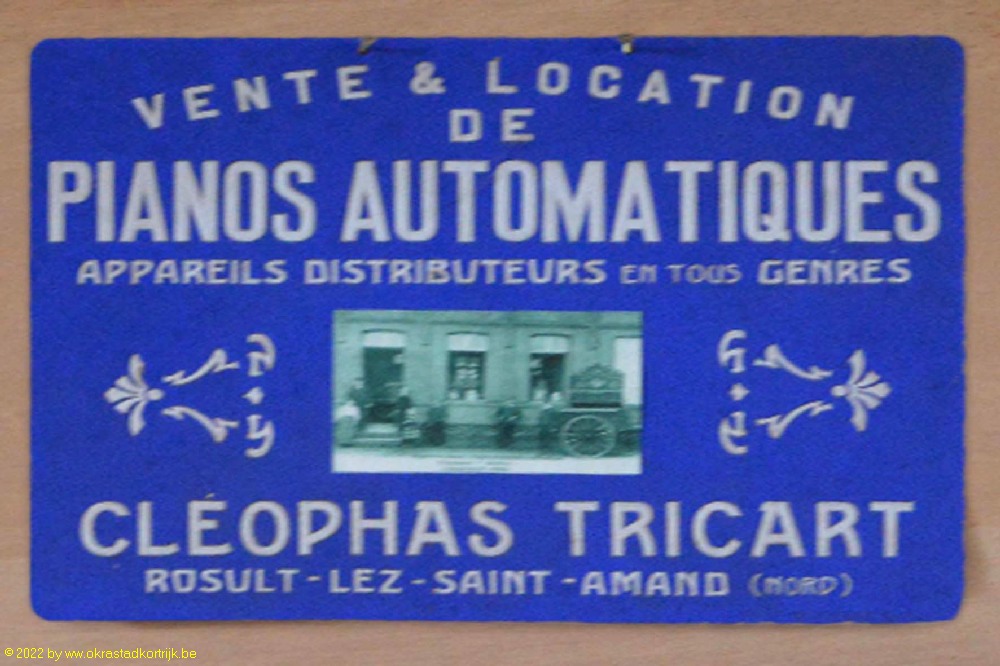 VENTE & LOCATION
DE
PIANOS AUTOMATIQUES
APPAREILS DISTRIBUTEURS EN TOUS GENRES
CLÉOPHAS TRICART
ROSULT-LEZ-SAINT-AMAND (NORD)
© 2022 by ww.okrastadkortrijk.be